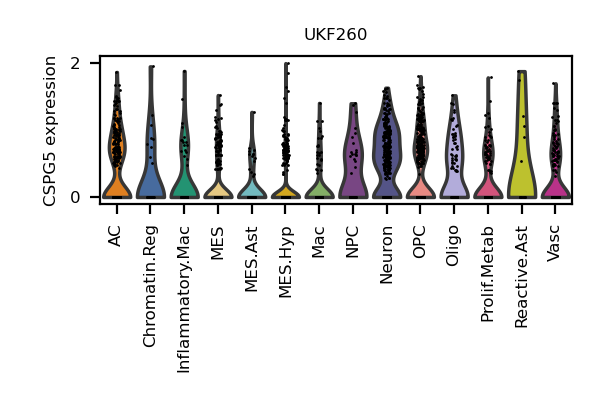 UKF260
CSPG5 expression
2
0
AC
Chromatin.Reg
Inflammatory.Mac
MES
MES.Ast
MES.Hyp
Mac
NPC
Neuron
OPC
Oligo
Prolif.Metab
Reactive.Ast
Vasc